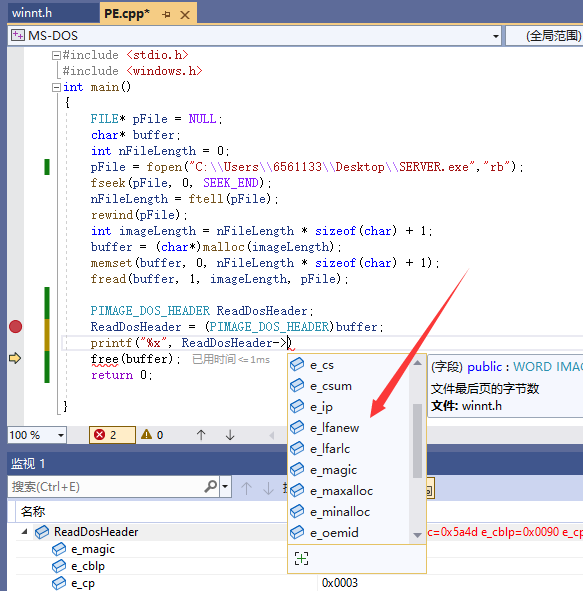 winnt.h
PE.cpp*
MS-DOS
(全局范围)
#include <stdio.h>
#include <windows.h>
int main()
{
FILE* pFile = NULL;
char* buffer;
int nFileLength = 0;
pFile = fopen("C:\\Users\\6561133\\Desktop\\SERVER.exe","rb");
fseek(pFile, 0, SEEK_END);
nFileLength = ftell(pFile);
rewind(pFile);
int imageLength = nFileLength * sizeof(char) + 1;
buffer = (char*)malloc(imageLength);
memset(buffer, 0, nFileLength * sizeof(char) + 1);
fread(buffer, 1, imageLength, pFile);
PIMAGE_DOS_HEADER ReadDosHeader;
ReadDosHeader = (PIMAGE_DOS_HEADER)buffer;
printf("%x", ReadDosHeader->)
free(buffer); 已用时间 <= 1ms
return 0;
}
e_cs
e_csum
e_ip
e_lfanew
e_lfarlc
e_magic
e_maxalloc
e_minalloc
e_oemid
(字段) public : WORD IMAG
文件最后页的字节数
文件: winnt.h
100 %
2
0
监视 1
搜索(Ctrl+E)
名称
ReadDosHeader
c=0x5a4d e_cblp=0x0090 e_cp
e_magic
e_cblp
e_cp
0x0003